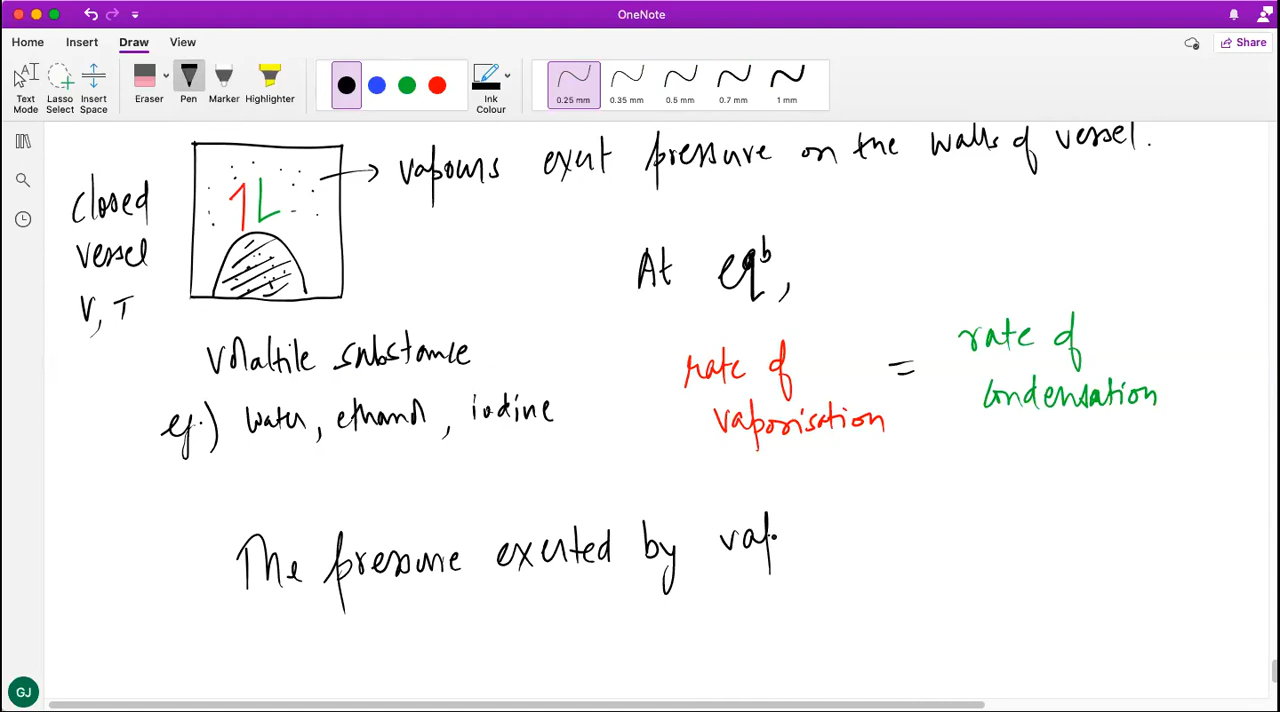 OneNote
Home Insert Draw View
Share
Text Mode
Lasso Select
Insert Space
Eraser
Pen
Marker
Highlighter
Ink Colour
0.25 mm
0.35 mm
0.5 mm
0.7 mm
1 mm
closed vessel
V, T
vapours exert pressure on the walls of vessel.
At eqb,
volatile substance
eg.) water, ethanol, iodine
rate of vaporisation = rate of condensation
The pressure exerted by vap
GJ